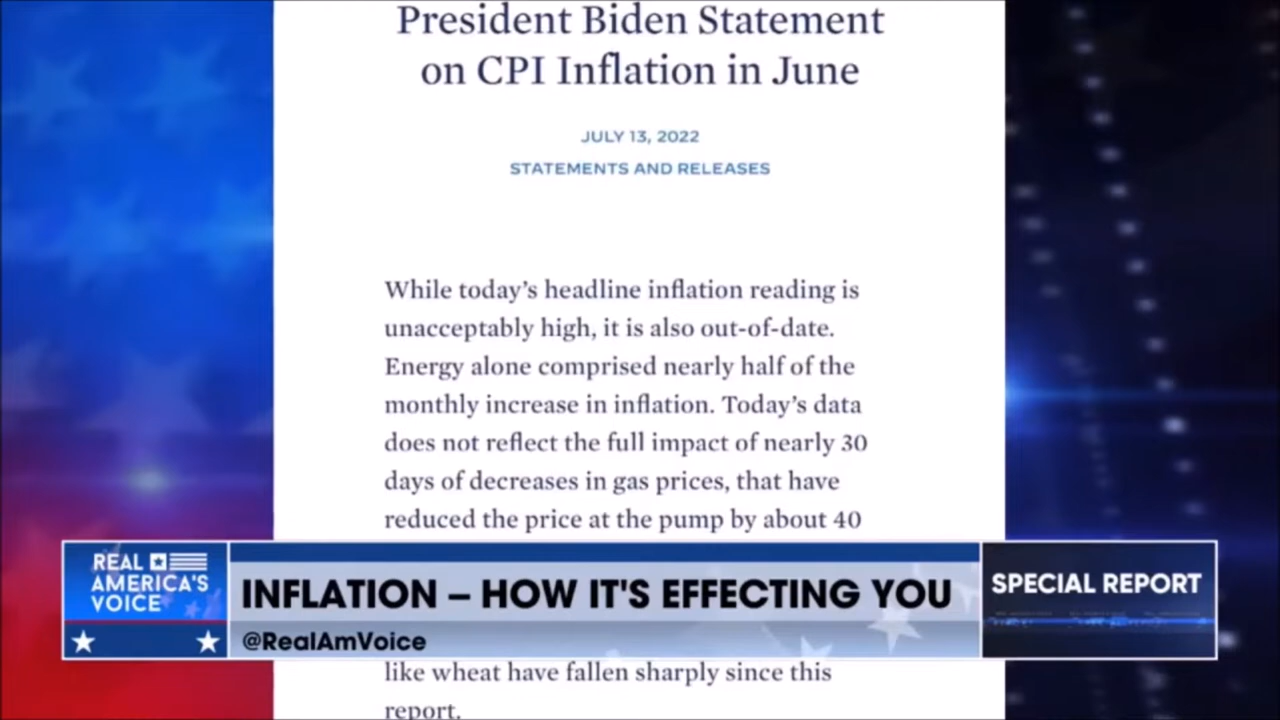 President Biden Statement
on CPI Inflation in June
JULY 13, 2022
STATEMENTS AND RELEASES
While today’s headline inflation reading is
unacceptably high, it is also out-of-date.
Energy alone comprised nearly half of the
monthly increase in inflation. Today’s data
does not reflect the full impact of nearly 30
days of decreases in gas prices, that have
reduced the price at the pump by about 40
REAL
AMERICA'S
VOICE
INFLATION – HOW IT'S EFFECTING YOU
@RealAmVoice
SPECIAL REPORT
like wheat have fallen sharply since this
report.